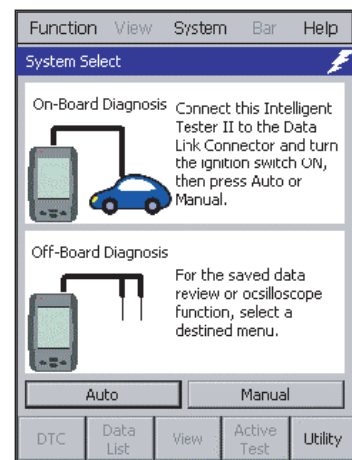 Function View System Bar Help
System Select
On-Board Diagnosis
Connect this Intelligent
Tester II to the Data
Link Connector and turn
the ignition switch ON,
then press Auto or
Manual.
Off-Board Diagnosis
For the saved data
review or ocsilloscope
function, select a
destined menu.
Auto Manual
DTC Data List View Active Test Utility